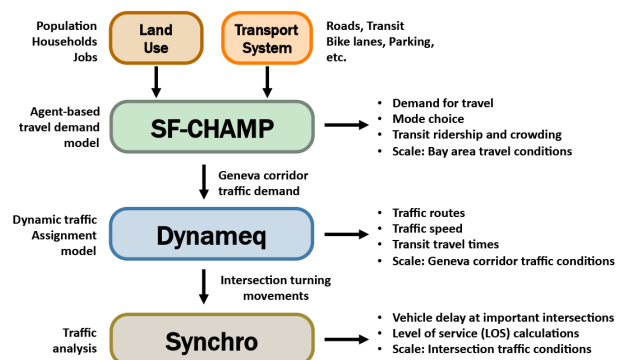 Population
Households
Jobs
Land
Use
Transport
System
Roads, Transit
Bike lanes, Parking,
etc.
Agent-based
travel demand
model
SF-CHAMP
• Demand for travel
• Mode choice
• Transit ridership and crowding
• Scale: Bay area travel conditions
Geneva corridor
traffic demand
Dynamic traffic
Assignment
model
Dynameq
• Traffic routes
• Traffic speed
• Transit travel times
• Scale: Geneva corridor traffic conditions
Intersection turning
movements
Traffic
analysis
Synchro
• Vehicle delay at important intersections
• Level of service (LOS) calculations
• Scale: Intersection traffic conditions